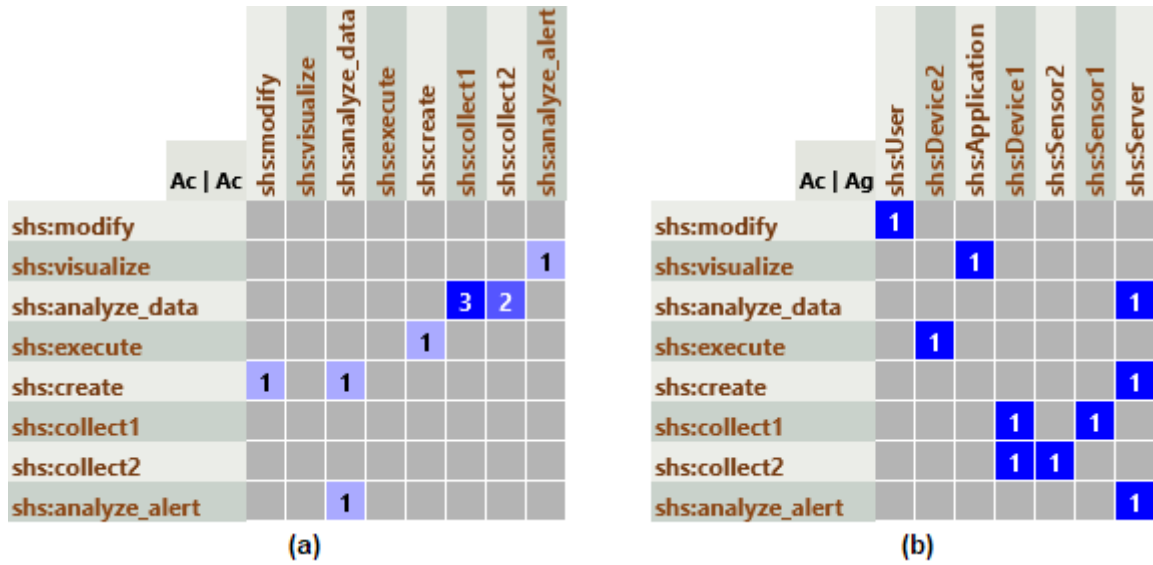 shs:modify
shs:visualize
shs:analyze_data
shs:execute
shs:create
shs:collect1
shs:collect2
shs:analyze_alert
Ac | Ac
shs:modify
shs:visualize
1
shs:analyze_data
3 2
shs:execute
1
shs:create
1 1
shs:collect1
shs:collect2
shs:analyze_alert
1
(a)
shs:User
shs:Device2
shs:Application
shs:Device1
shs:Sensor2
shs:Sensor1
shs:Server
Ac | Ag
shs:modify
1
shs:visualize
1
shs:analyze_data
1
shs:execute
1
shs:create
1
shs:collect1
1 1
shs:collect2
1 1
shs:analyze_alert
1
(b)